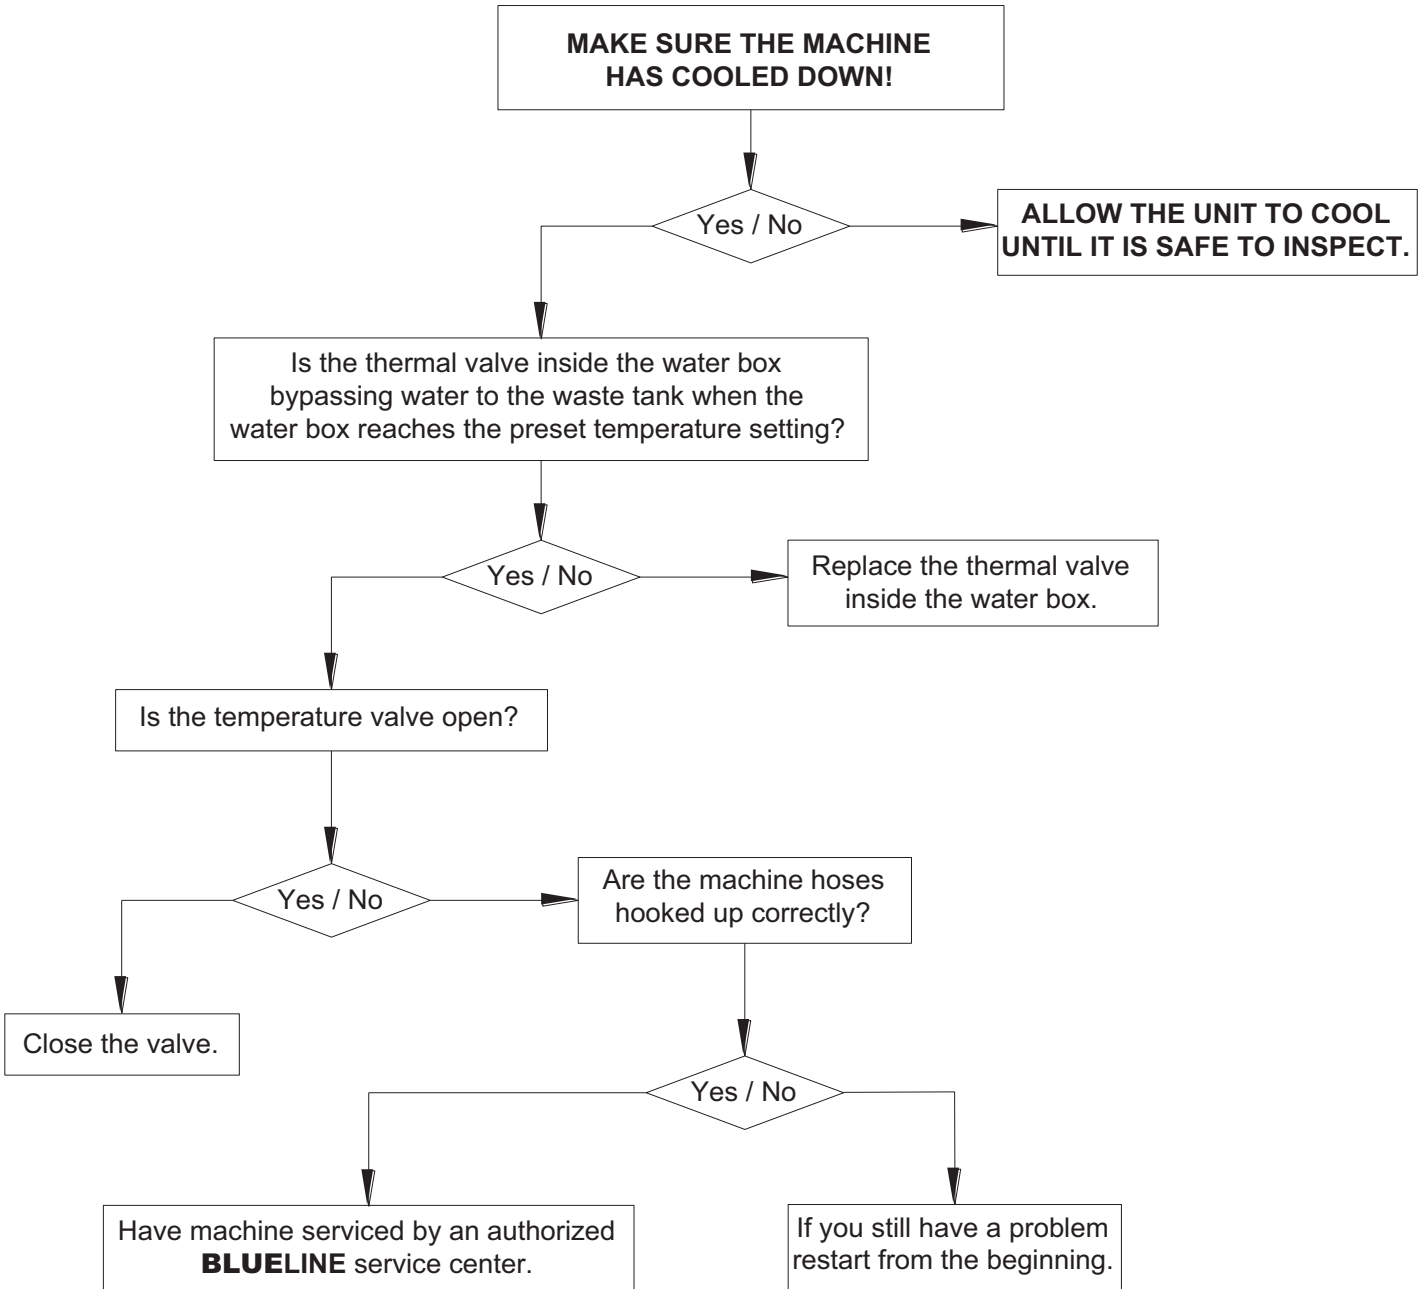 MAKE SURE THE MACHINE
HAS COOLED DOWN!
Yes / No
ALLOW THE UNIT TO COOL
UNTIL IT IS SAFE TO INSPECT.
Is the thermal valve inside the water box
bypassing water to the waste tank when the
water box reaches the preset temperature setting?
Yes / No
Replace the thermal valve
inside the water box.
Is the temperature valve open?
Yes / No
Are the machine hoses
hooked up correctly?
Close the valve.
Yes / No
Have machine serviced by an authorized
BLUELINE service center.
If you still have a problem
restart from the beginning.